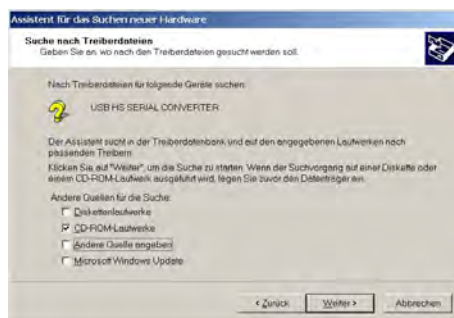 Assistent für das Suchen neuer Hardware
Suche nach Treiberdateien
Geben Sie an, wo nach den Treiberdateien gesucht werden soll.
Nach Treiberdateien für folgende Geräte suchen:
USB HS SERIAL CONVERTER
Der Assistent sucht in der Treiberdatenbank und auf den angegebenen Laufwerken nach
passenden Treibern.
Klicken Sie auf "Weiter", um die Suche zu starten. Wenn der Suchvorgang auf einer Diskette oder
einem CD-ROM-Laufwerk ausgeführt wird, legen Sie zuvor den Datenträger ein.
Andere Quellen für die Suche:
Diskettenlaufwerke
CD-ROM-Laufwerke
Andere Quelle angeben
Microsoft Windows Update
< Zurück Weiter > Abbrechen